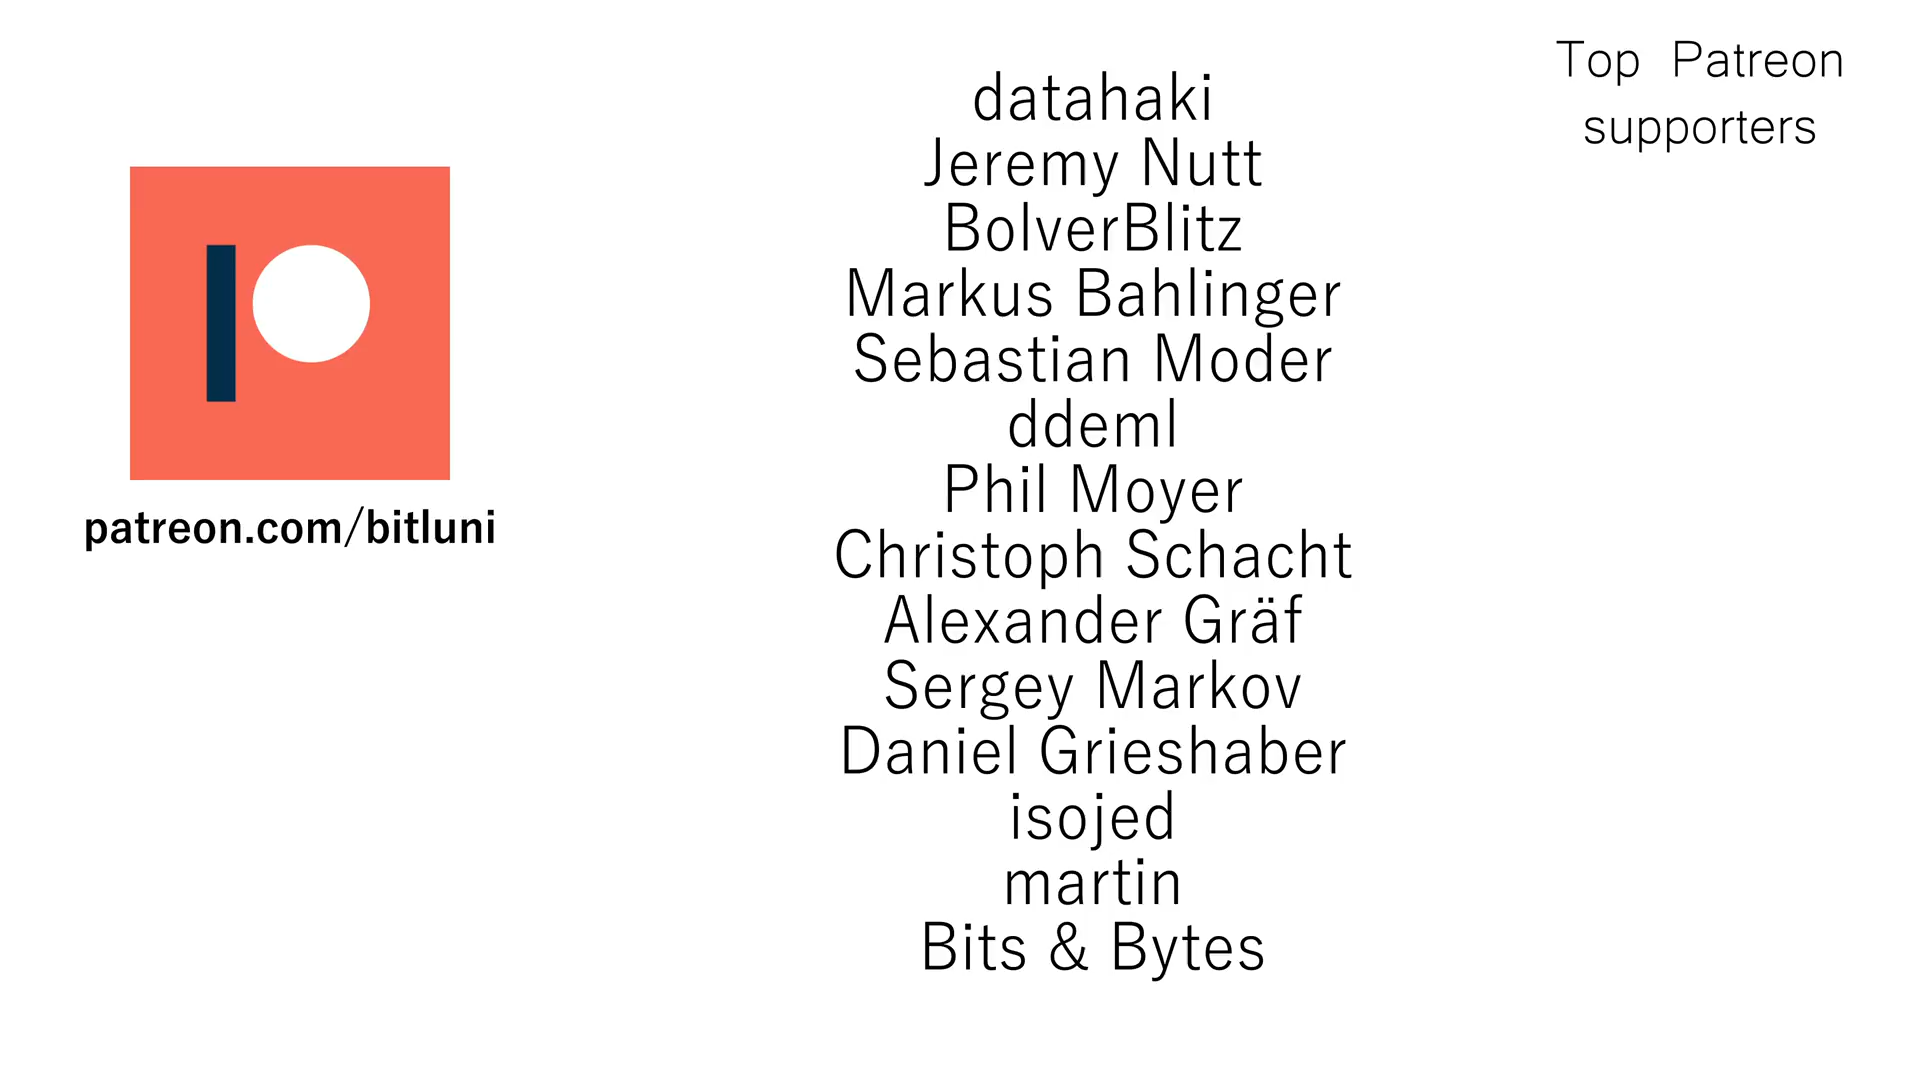 Top Patreon
supporters
patreon.com/bitluni
datahaki
Jeremy Nutt
BolverBlitz
Markus Bahlinger
Sebastian Moder
ddeml
Phil Moyer
Christoph Schacht
Alexander Gräf
Sergey Markov
Daniel Grieshaber
isojed
martin
Bits & Bytes